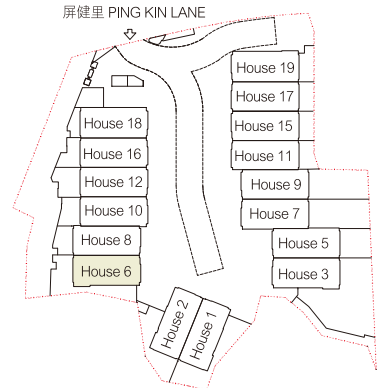 屏健里 PING KIN LANE
House 19
House 17
House 15
House 11
House 9
House 7
House 5
House 3
House 18
House 16
House 12
House 10
House 8
House 6
House 2
House 1